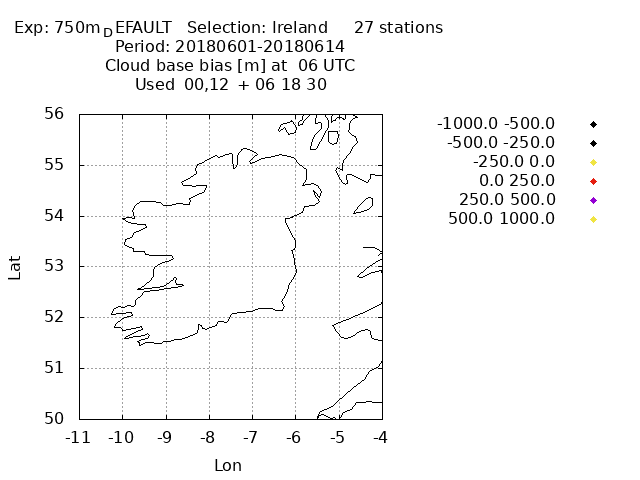 Exp: 750m_DEFAULT   Selection: Ireland     27 stations
Period: 20180601-20180614
Cloud base bias [m] at  06 UTC
Used  00,12  + 06 18 30
-1000.0 -500.0
-500.0 -250.0
-250.0 0.0
0.0 250.0
250.0 500.0
500.0 1000.0
56
55
54
53
52
51
50
Lat
-11 -10 -9 -8 -7 -6 -5 -4
Lon